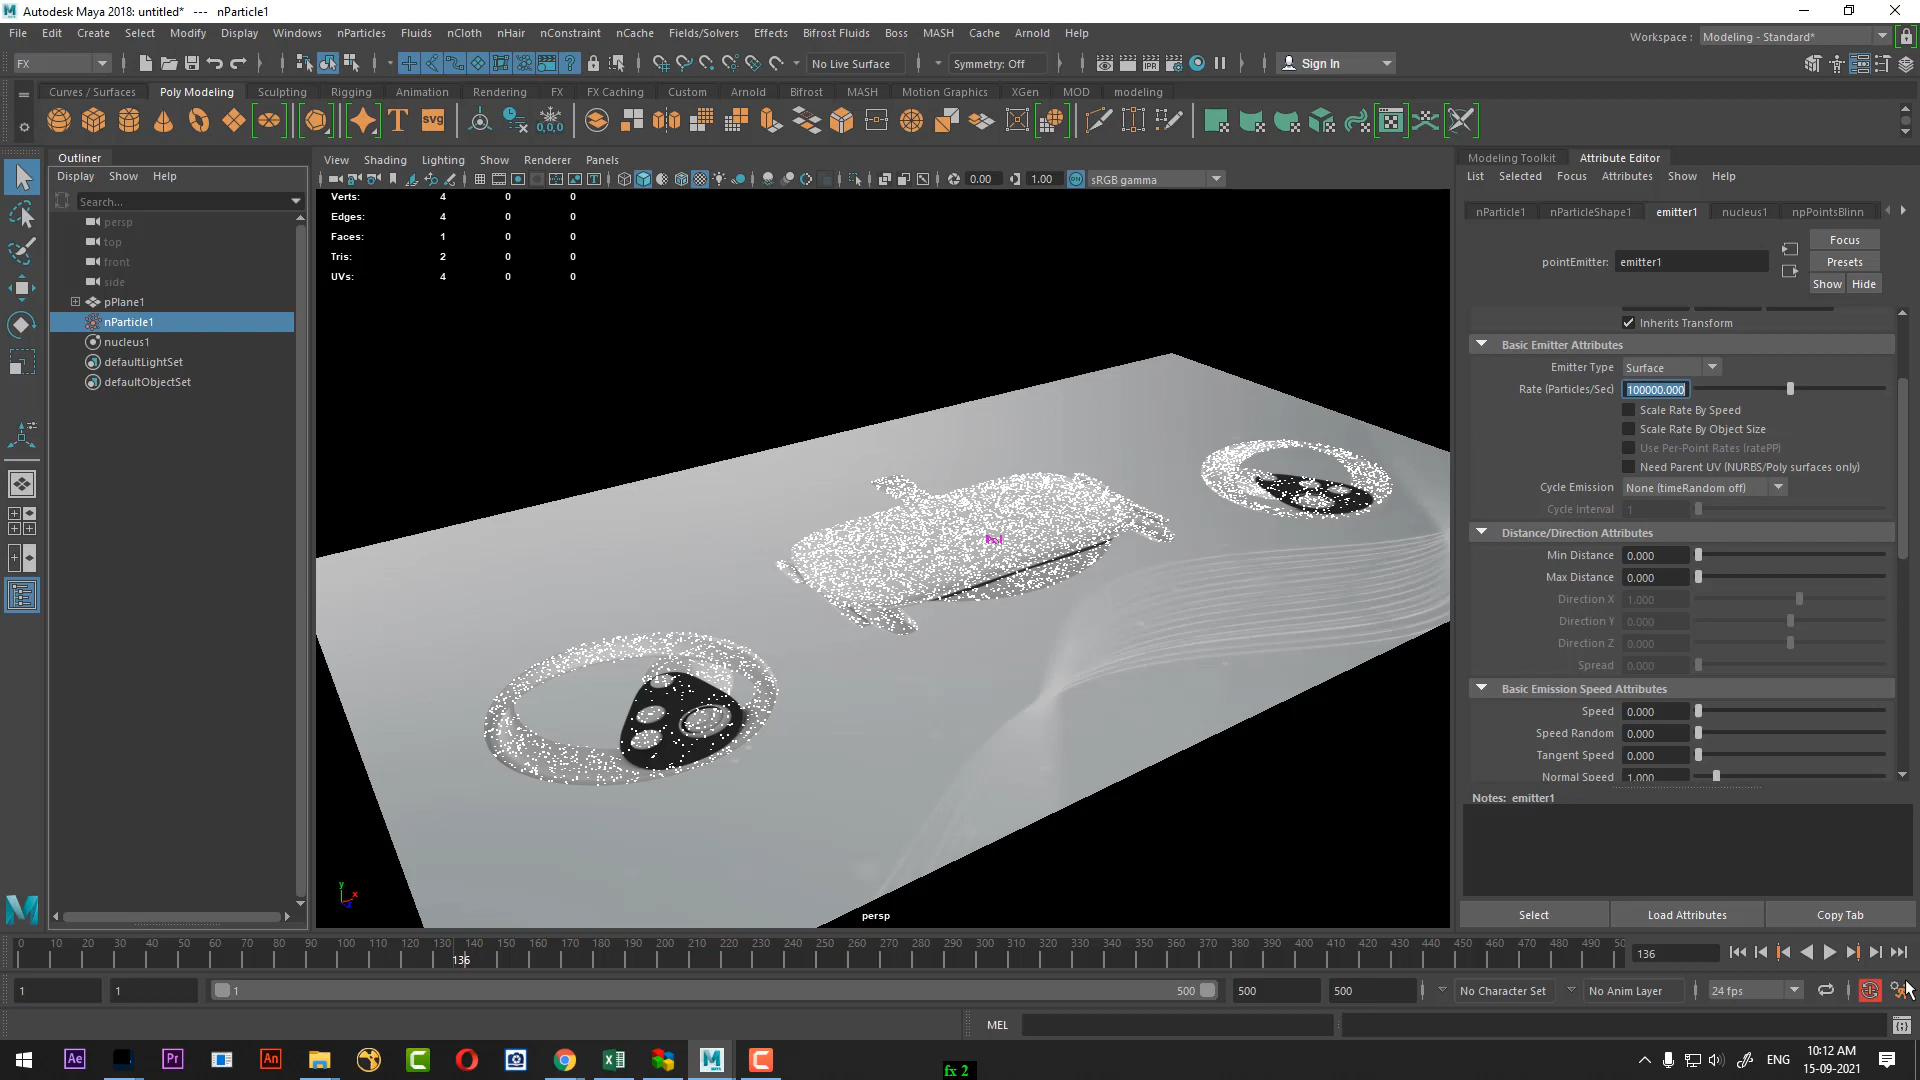 Autodesk Maya 2018: untitled* --- nParticle1
File Edit Create Select Modify Display Windows nParticles Fluids nCloth nHair nConstraint nCache Fields/Solvers Effects Bifrost Fluids Boss MASH Cache Arnold Help
Workspace : Modeling - Standard*
FX No Live Surface Symmetry: Off Sign In
Curves / Surfaces Poly Modeling Sculpting Rigging Animation Rendering FX FX Caching Custom Arnold Bifrost MASH Motion Graphics XGen MOD modeling
T SVG 0,0,0
Outliner
Display Show Help
Search...
persp
top
front
side
pPlane1
nParticle1
nucleus1
defaultLightSet
defaultObjectSet
View Shading Lighting Show Renderer Panels
0.00 1.00 sRGB gamma
Verts: 4 0 0
Edges: 4 0 0
Faces: 1 0 0
Tris: 2 0 0
UVs: 4 0 0
y x
persp
Modeling Toolkit Attribute Editor
List Selected Focus Attributes Show Help
nParticle1 nParticleShape1 emitter1 nucleus1 npPointsBlinn
pointEmitter: emitter1
Focus
Presets
Show Hide
Inherits Transform
Basic Emitter Attributes
Emitter Type Surface
Rate (Particles/Sec) 100000.000
Scale Rate By Speed
Scale Rate By Object Size
Use Per-Point Rates (ratePP)
Need Parent UV (NURBS/Poly surfaces only)
Cycle Emission None (timeRandom off)
Cycle Interval 1
Distance/Direction Attributes
Min Distance 0.000
Max Distance 0.000
Direction X 1.000
Direction Y 0.000
Direction Z 0.000
Spread 0.000
Basic Emission Speed Attributes
Speed 0.000
Speed Random 0.000
Tangent Speed 0.000
Normal Speed 1.000
Notes: emitter1
Select Load Attributes Copy Tab
0 10 20 30 40 50 60 70 80 90 100 110 120 130 140 150 160 170 180 190 200 210 220 230 240 250 260 270 280 290 300 310 320 330 340 350 360 370 380 390 400 410 420 430 440 450 460 470 480 490 50
136
136
1 1 1 500 500 500 No Character Set No Anim Layer 24 fps
MEL
Ae Pr An
fx 2
ENG
10:12 AM
15-09-2021